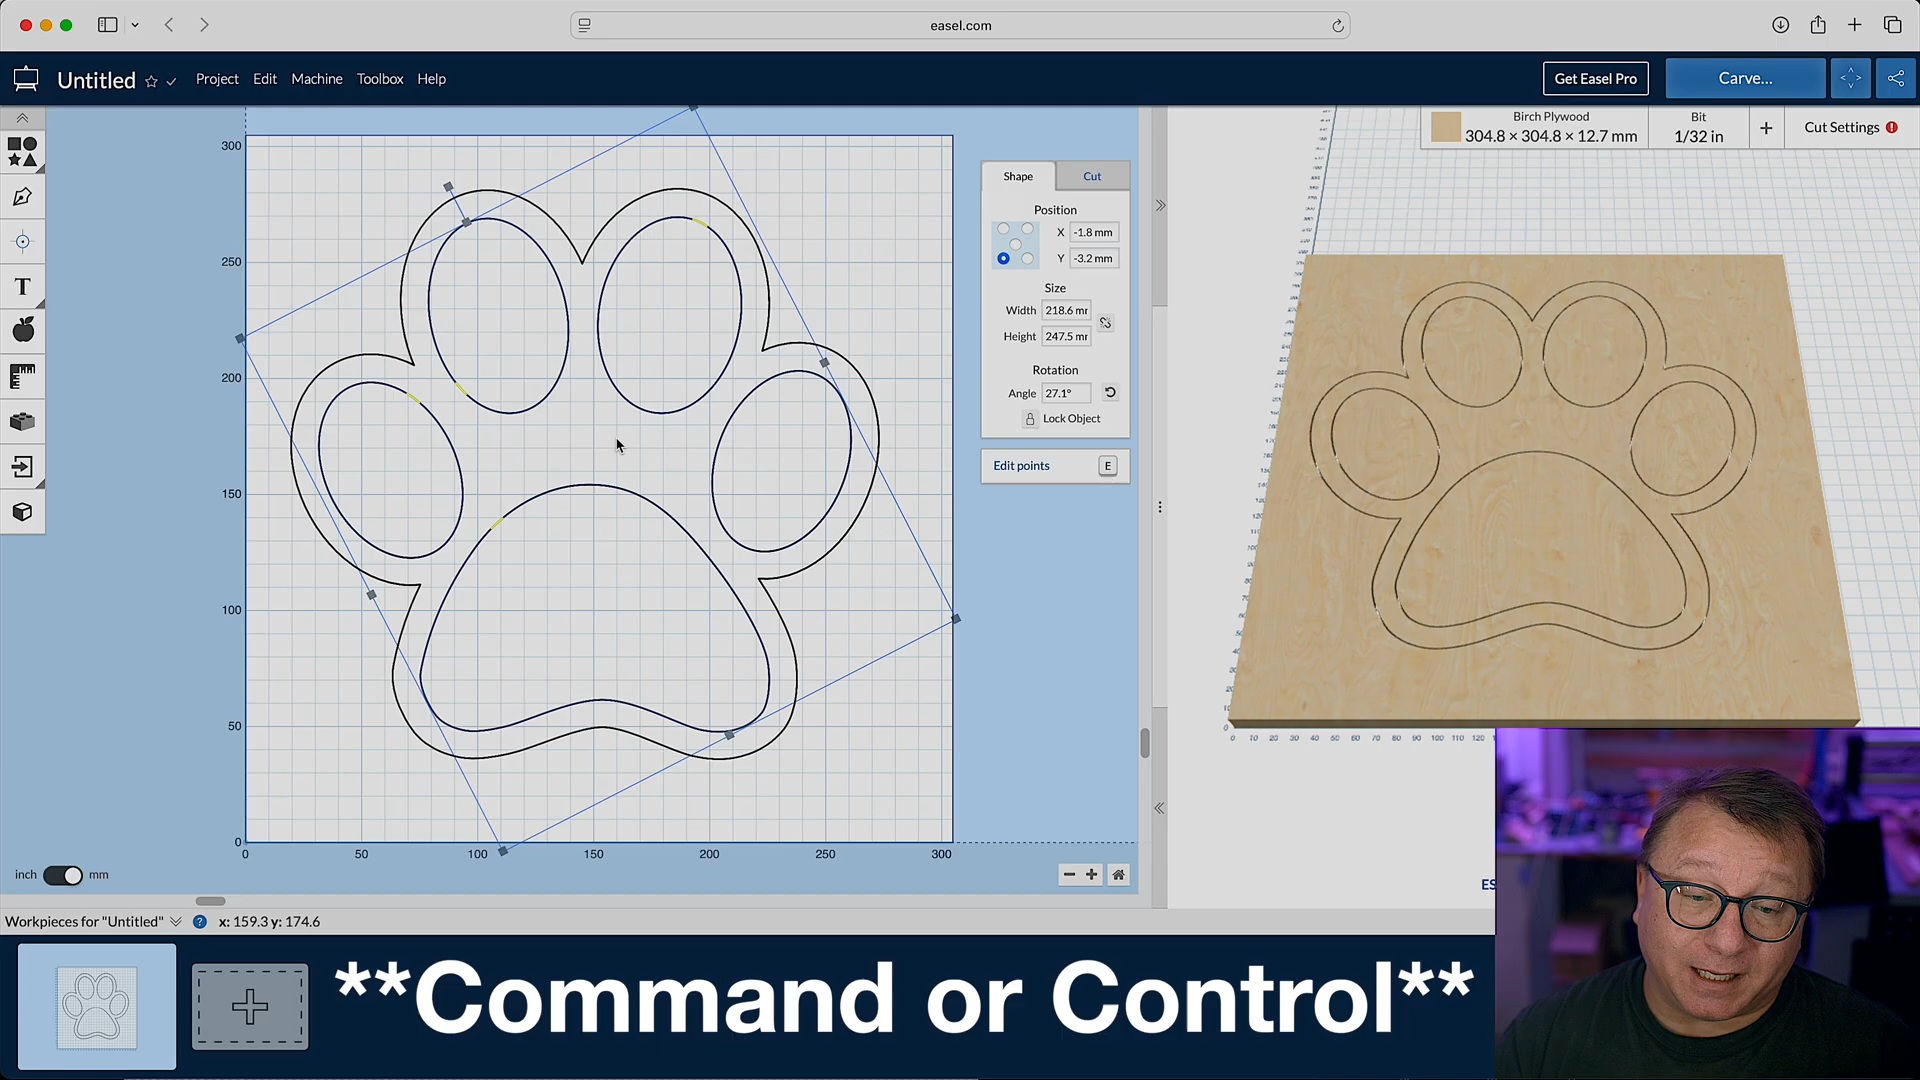 easel.com
Untitled
Project
Edit
Machine
Toolbox
Help
Get Easel Pro
Carve...
Birch Plywood
304.8 × 304.8 × 12.7 mm
Bit
1/32 in
Cut Settings
Shape
Cut
Position
X -1.8 mm
Y -3.2 mm
Size
Width 218.6 mm
Height 247.5 mm
Rotation
Angle 27.1°
Lock Object
Edit points E
T
300
250
200
150
100
50
0
0 50 100 150 200 250 300
inch mm
ES
Workpieces for "Untitled"
? x: 159.3 y: 174.6
**Command or Control**